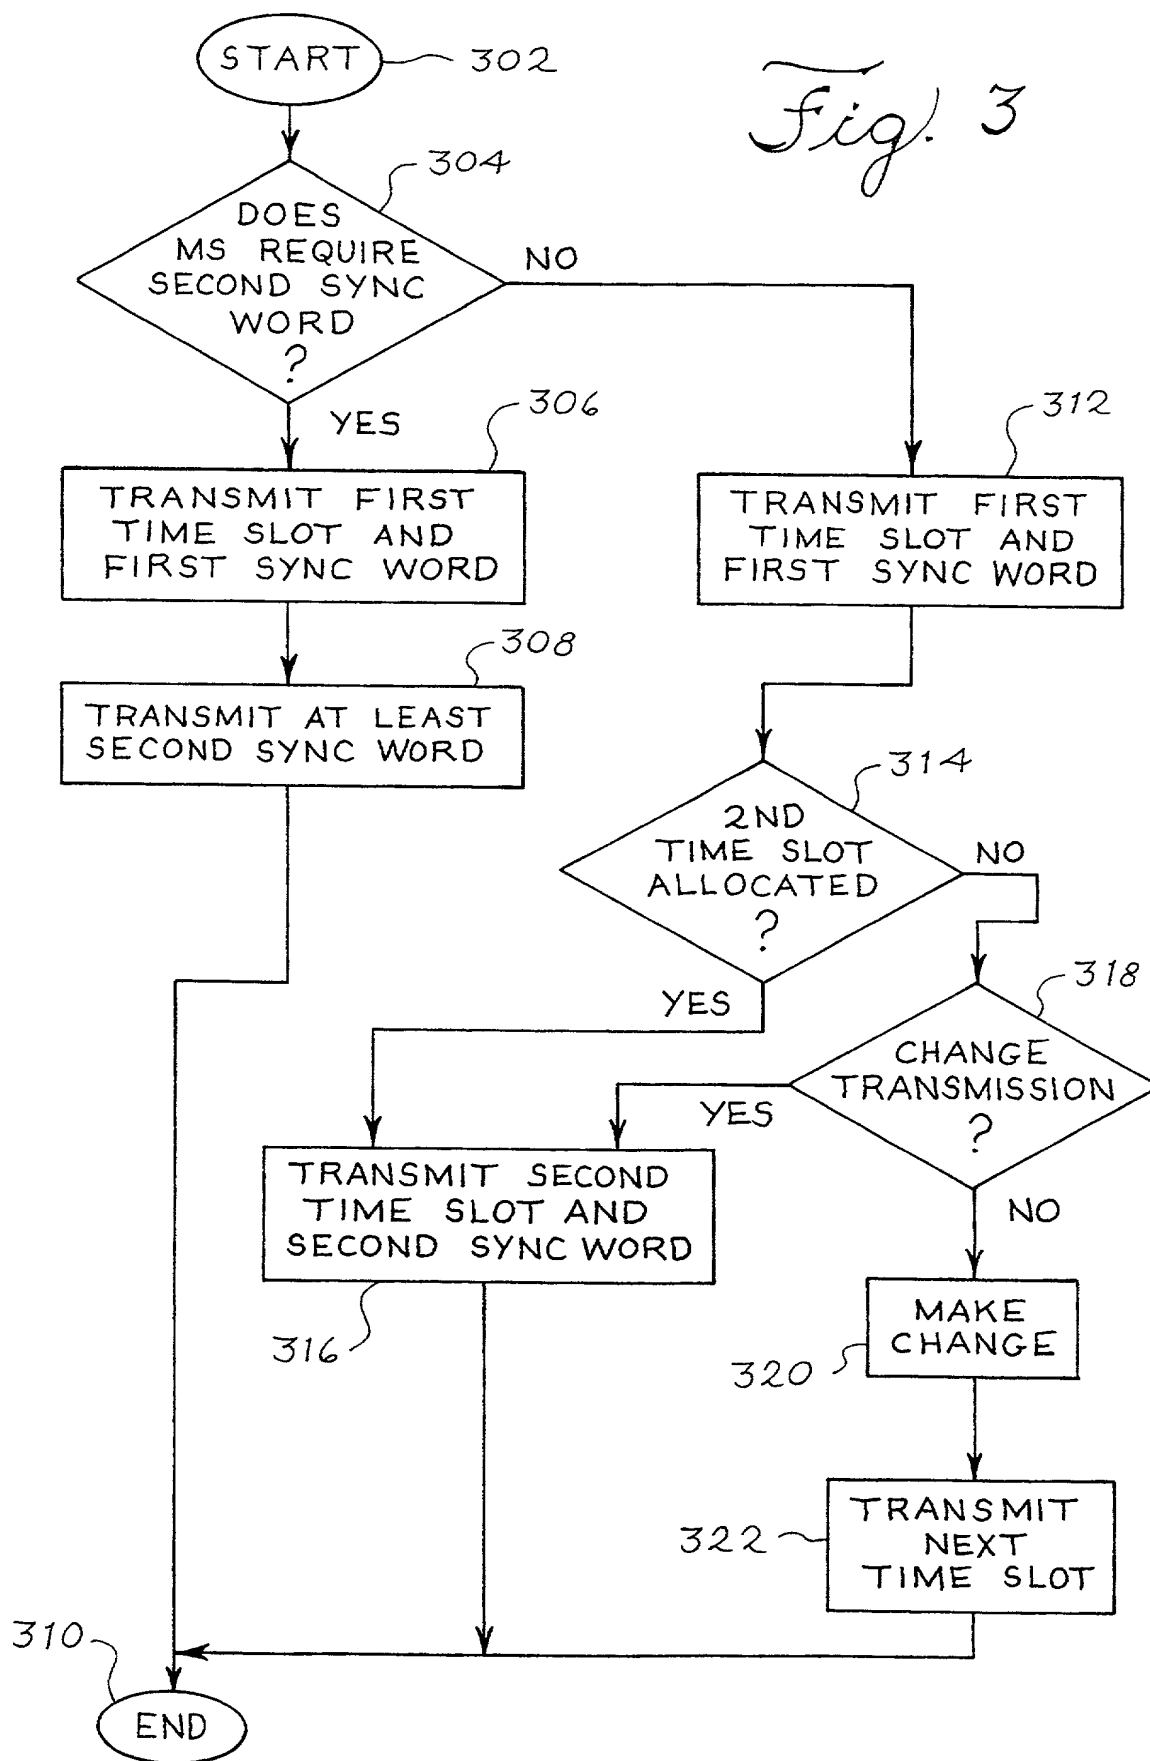 START
302
Fig. 3
304
DOES
MS REQUIRE
SECOND SYNC
WORD
?
NO
YES
306
312
TRANSMIT FIRST
TIME SLOT AND
FIRST SYNC WORD
TRANSMIT FIRST
TIME SLOT AND
FIRST SYNC WORD
308
TRANSMIT AT LEAST
SECOND SYNC WORD
314
2ND
TIME SLOT
ALLOCATED
?
NO
YES
318
CHANGE
TRANSMISSION
?
YES
NO
TRANSMIT SECOND
TIME SLOT AND
SECOND SYNC WORD
316
MAKE
CHANGE
320
TRANSMIT
NEXT
TIME SLOT
322
310
END